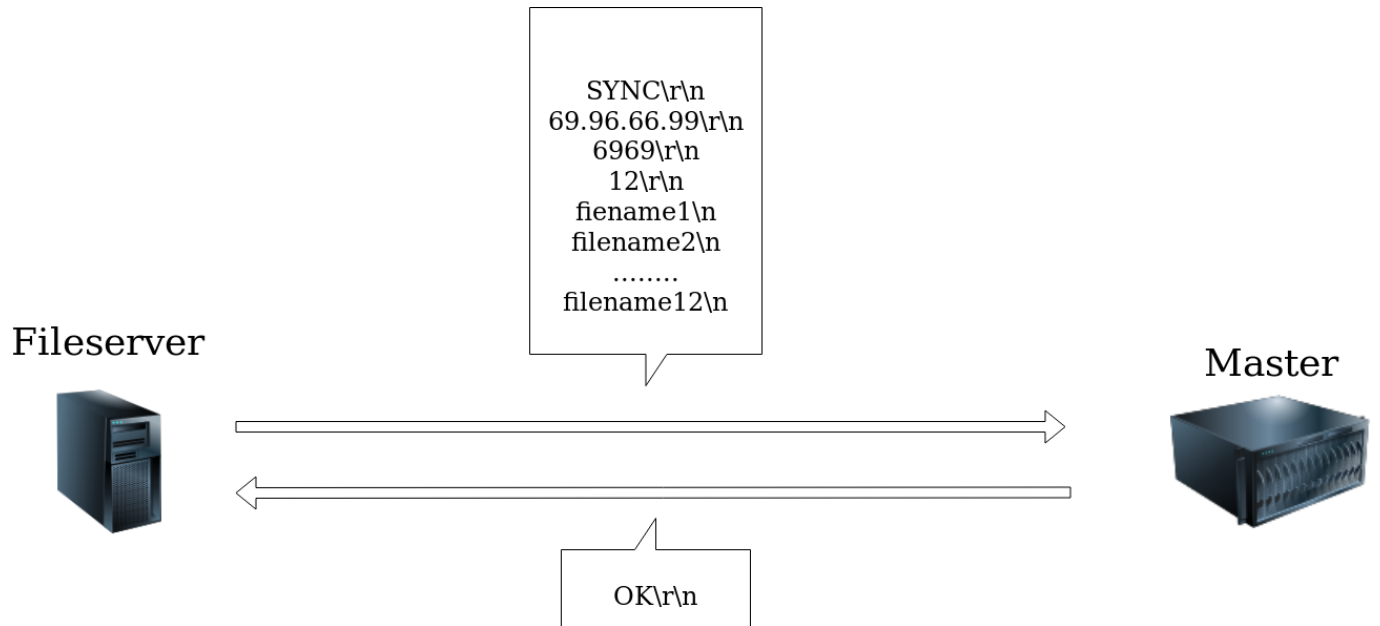 SYNC\r\n
69.96.66.99\r\n
6969\r\n
12\r\n
fiename1\n
filename2\n
........
filename12\n
Fileserver
Master
OK\r\n